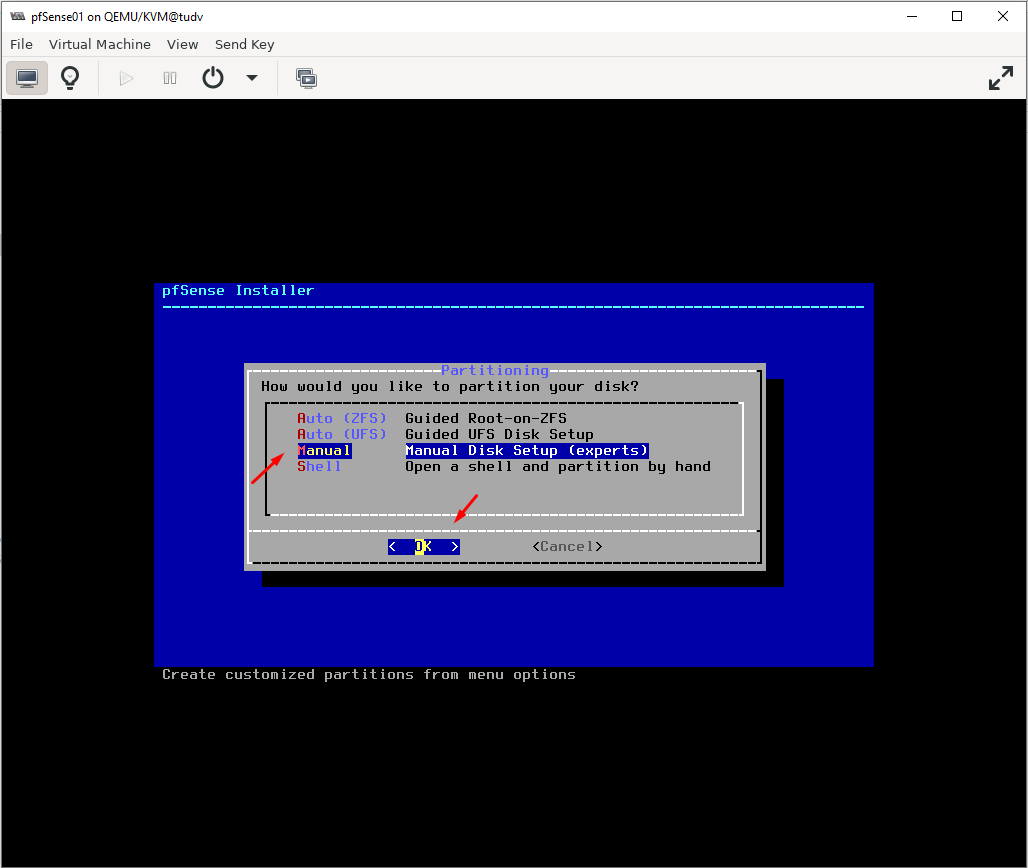 pfSense01 on QEMU/KVM@tudv
File Virtual Machine View Send Key
pfSense Installer
Partitioning
How would you like to partition your disk?
Auto (ZFS) Guided Root-on-ZFS
Auto (UFS) Guided UFS Disk Setup
Manual Manual Disk Setup (experts)
Shell Open a shell and partition by hand
< OK > <Cancel>
Create customized partitions from menu options